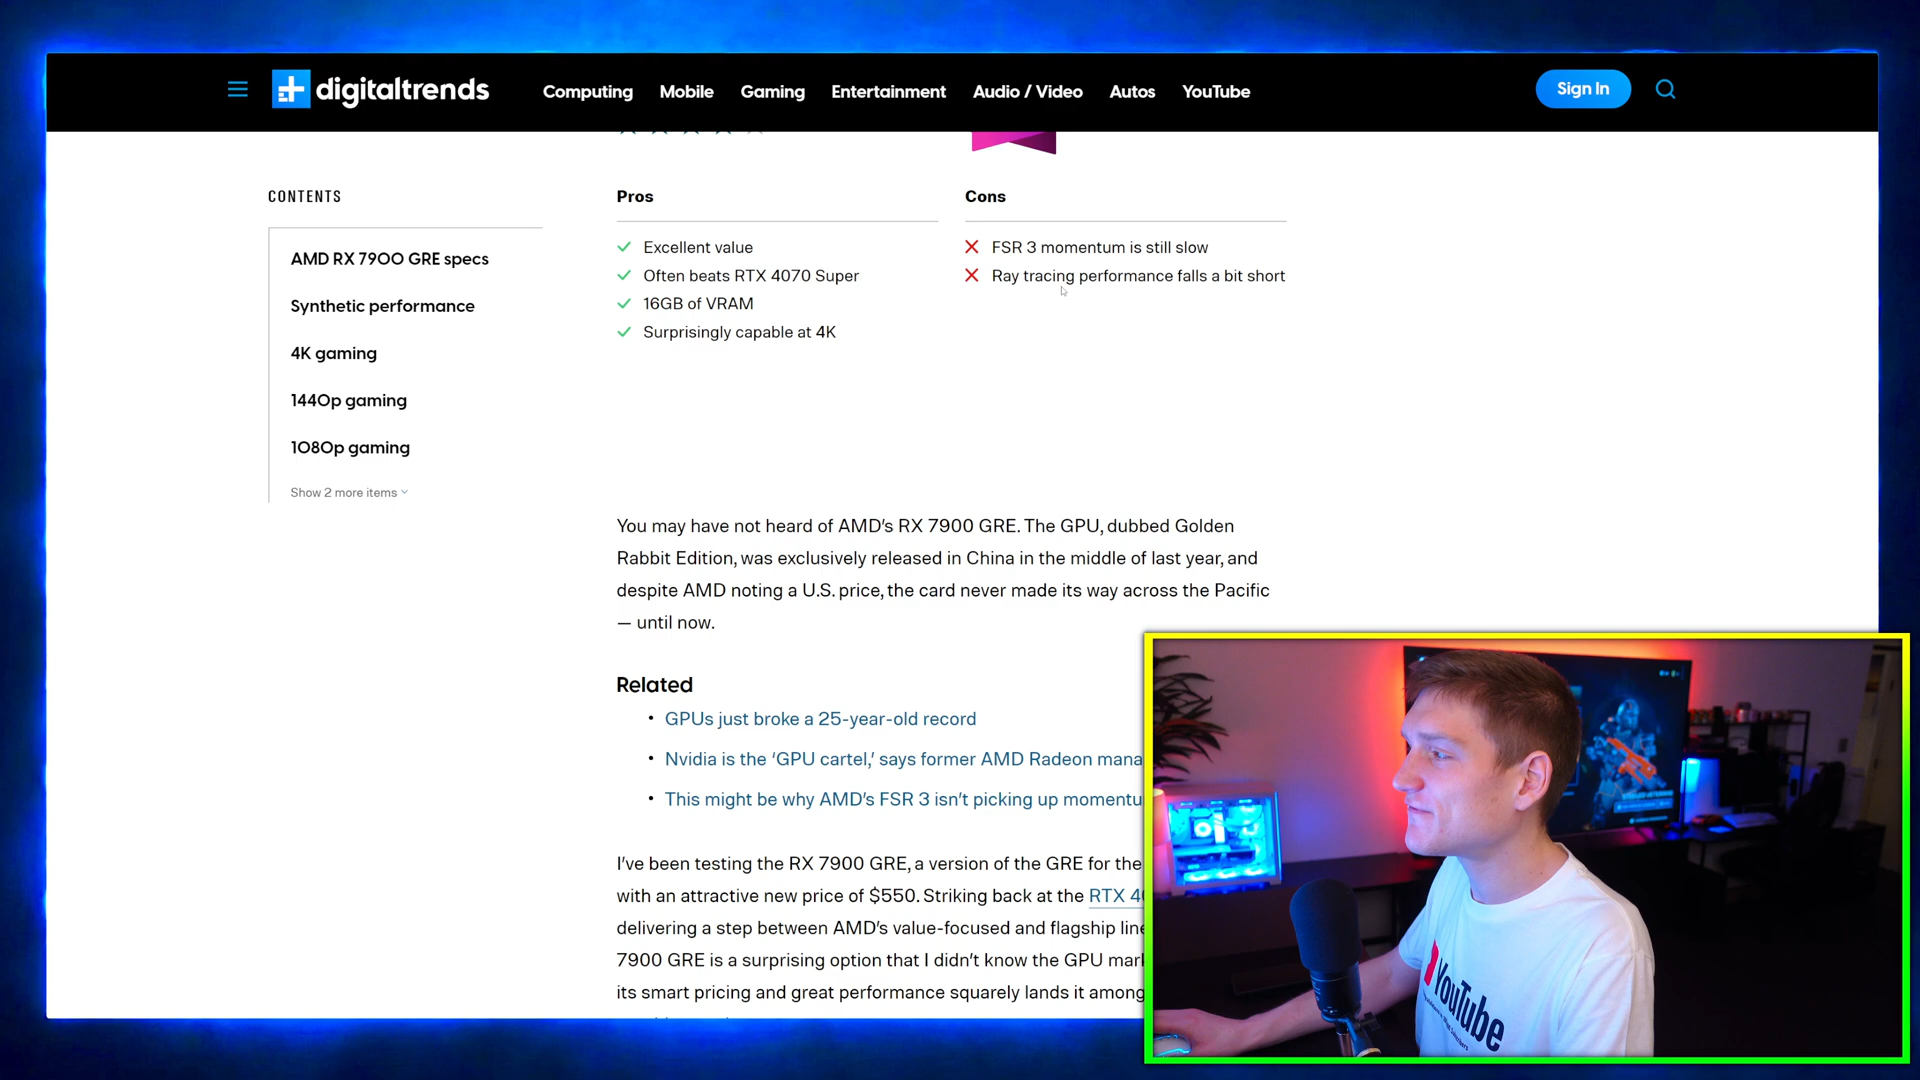 digitaltrends
Computing
Mobile
Gaming
Entertainment
Audio / Video
Autos
YouTube
Sign In
CONTENTS
AMD RX 7900 GRE specs
Synthetic performance
4K gaming
1440p gaming
1080p gaming
Show 2 more items
Pros
Excellent value
Often beats RTX 4070 Super
16GB of VRAM
Surprisingly capable at 4K
Cons
FSR 3 momentum is still slow
Ray tracing performance falls a bit short
You may have not heard of AMD's RX 7900 GRE. The GPU, dubbed Golden
Rabbit Edition, was exclusively released in China in the middle of last year, and
despite AMD noting a U.S. price, the card never made its way across the Pacific
— until now.
Related
• GPUs just broke a 25-year-old record
• Nvidia is the ‘GPU cartel,’ says former AMD Radeon mana
• This might be why AMD's FSR 3 isn't picking up momentu
I've been testing the RX 7900 GRE, a version of the GRE for the
with an attractive new price of $550. Striking back at the RTX 40
delivering a step between AMD's value-focused and flagship line
7900 GRE is a surprising option that I didn't know the GPU mar
its smart pricing and great performance squarely lands it among
YouTube